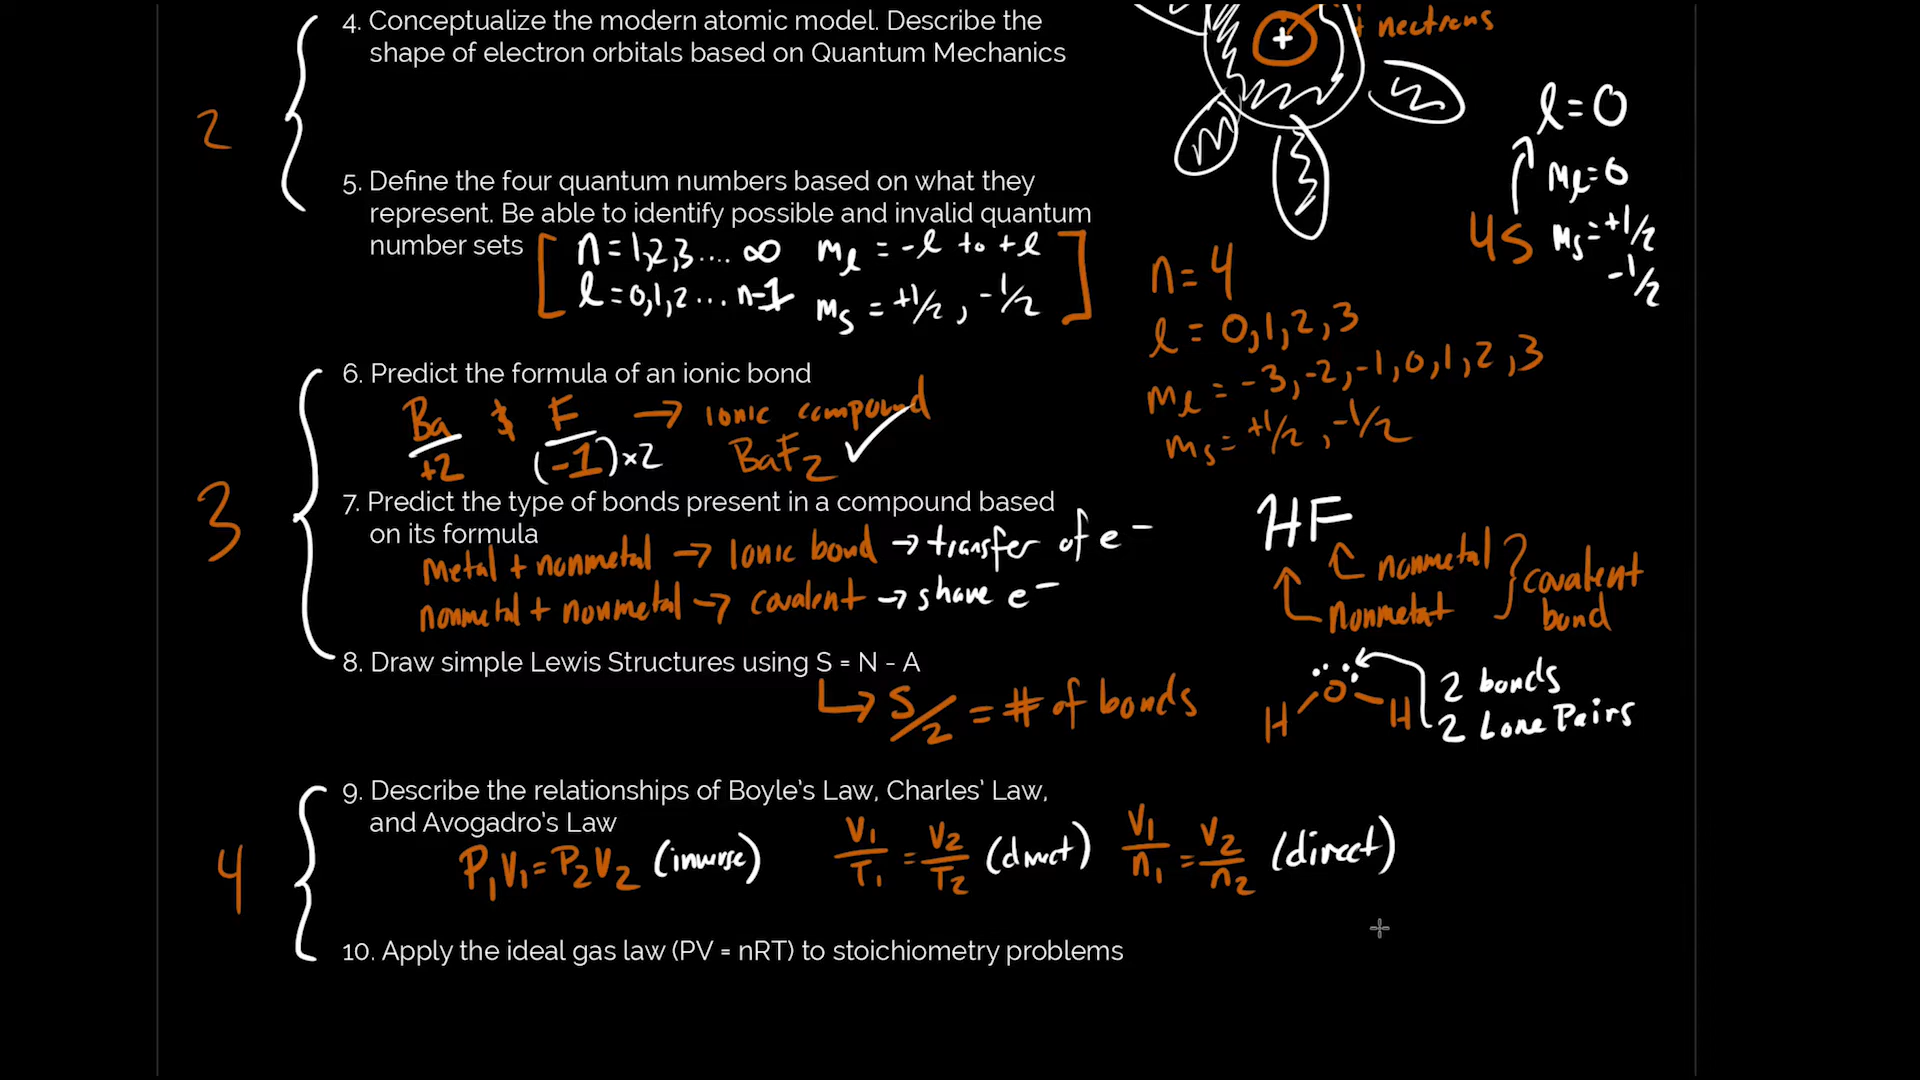 4. Conceptualize the modern atomic model. Describe the
shape of electron orbitals based on Quantum Mechanics
+
+ neutrons
2
l=0
ml=0
4s ms=+1/2
-1/2
5. Define the four quantum numbers based on what they
represent. Be able to identify possible and invalid quantum
number sets
n=1,2,3.... ∞ ml = -l to +l
l=0,1,2... n-1 ms = +1/2, -1/2
n=4
l = 0,1,2,3
ml = -3,-2,-1,0,1,2,3
ms = +1/2, -1/2
3
6. Predict the formula of an ionic bond
Ba & F → Ionic compound
+2 (-1)×2 BaF2 ✓
7. Predict the type of bonds present in a compound based
on its formula
Metal + nonmetal → Ionic bond → transfer of e-
nonmetal + nonmetal → covalent → share e-
HF
nonmetal
nonmetal
covalent
bond
8. Draw simple Lewis Structures using S = N - A
S/2 = # of bonds
H O H
2 bonds
2 Lone Pairs
4
9. Describe the relationships of Boyle's Law, Charles' Law,
and Avogadro's Law
P1V1=P2V2 (inverse) V1/T1 = V2/T2 (direct) V1/n1 = V2/n2 (direct)
10. Apply the ideal gas law (PV = nRT) to stoichiometry problems